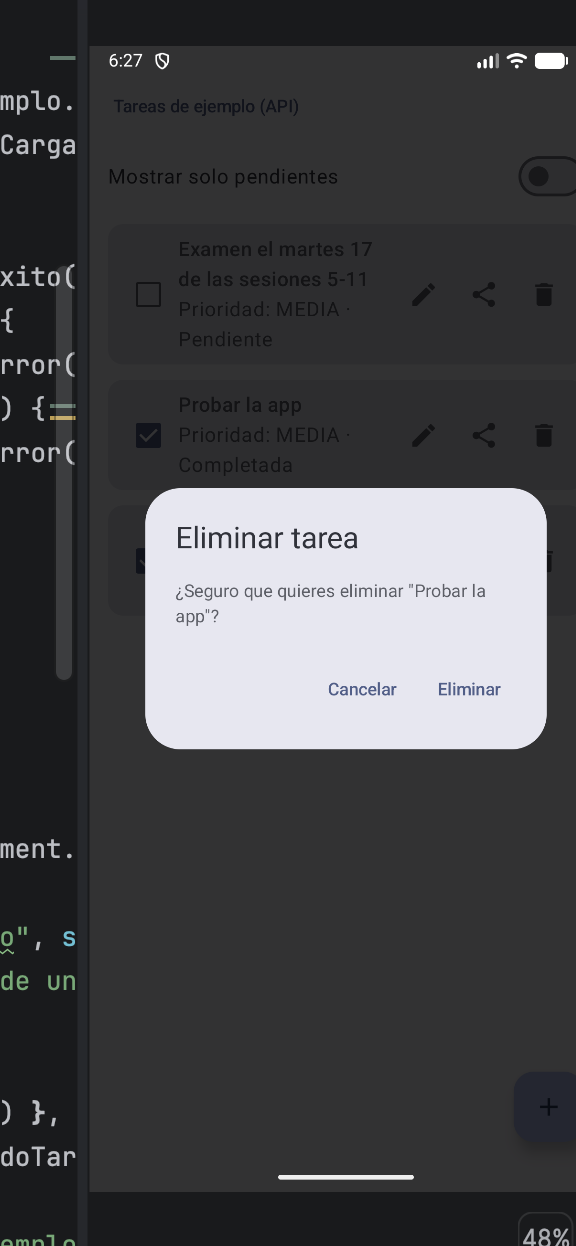 mplo.
Carga
xito(
{
rror(
) {
rror(
ment.
o", s
de un
) },
doTar
emplo
6:27
Tareas de ejemplo (API)
Mostrar solo pendientes
Examen el martes 17
de las sesiones 5-11
Prioridad: MEDIA ·
Pendiente
Probar la app
Prioridad: MEDIA ·
Completada
Eliminar tarea
¿Seguro que quieres eliminar "Probar la
app"?
Cancelar Eliminar
+
48%